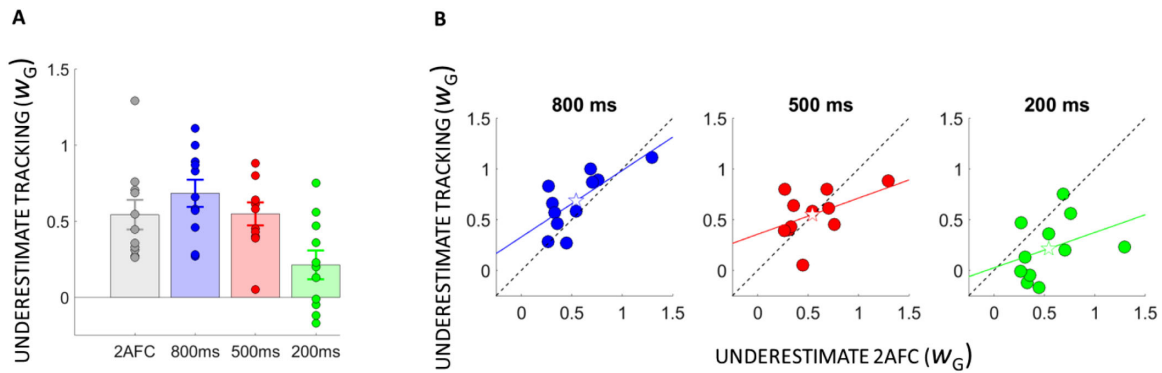 A
B
UNDERESTIMATE TRACKING (wG)
1.5
1
0.5
0
2AFC 800ms 500ms 200ms
UNDERESTIMATE TRACKING (wG)
800 ms
500 ms
200 ms
1.5
1
0.5
0
0 0.5 1 1.5
1.5
1
0.5
0
0 0.5 1 1.5
1.5
1
0.5
0
0 0.5 1 1.5
UNDERESTIMATE 2AFC (wG)